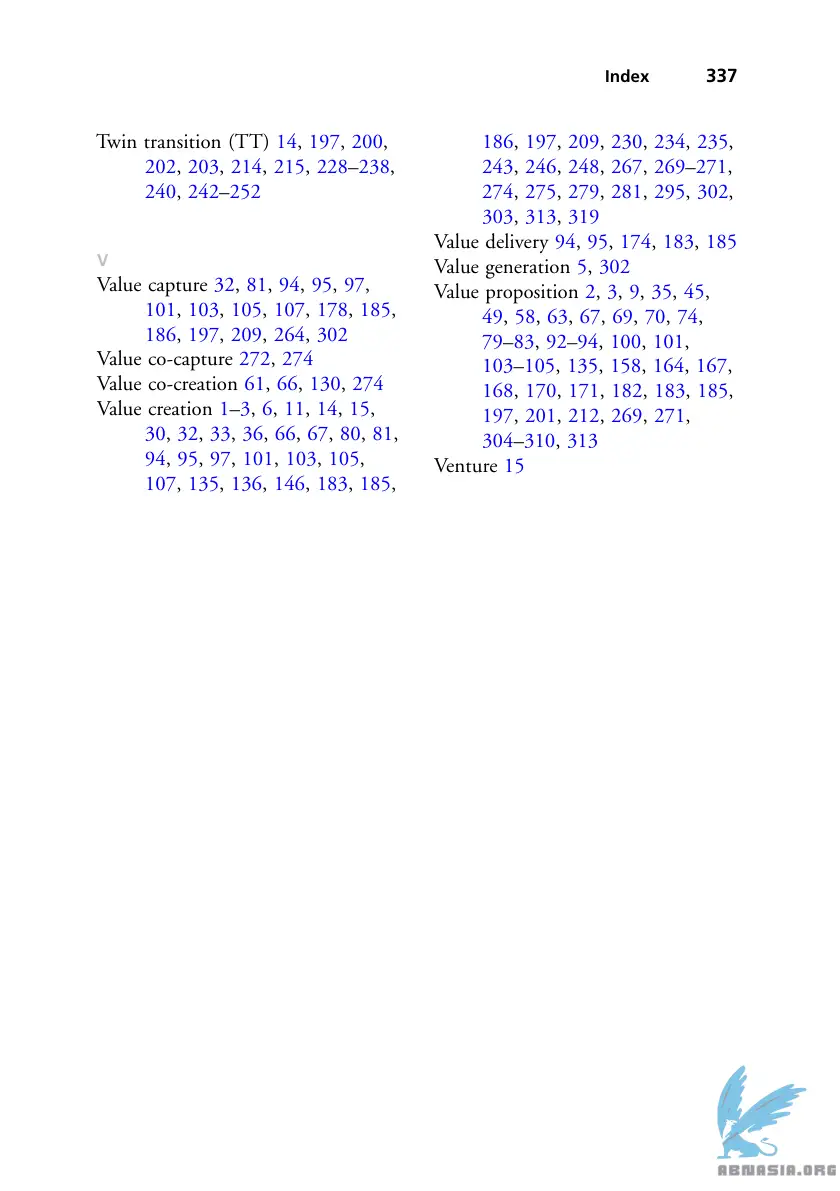 Index 337
Twin transition (TT) 14, 197, 200,
202, 203, 214, 215, 228–238,
240, 242–252
V
Value capture 32, 81, 94, 95, 97,
101, 103, 105, 107, 178, 185,
186, 197, 209, 264, 302
Value co-capture 272, 274
Value co-creation 61, 66, 130, 274
Value creation 1–3, 6, 11, 14, 15,
30, 32, 33, 36, 66, 67, 80, 81,
94, 95, 97, 101, 103, 105,
107, 135, 136, 146, 183, 185,
186, 197, 209, 230, 234, 235,
243, 246, 248, 267, 269–271,
274, 275, 279, 281, 295, 302,
303, 313, 319
Value delivery 94, 95, 174, 183, 185
Value generation 5, 302
Value proposition 2, 3, 9, 35, 45,
49, 58, 63, 67, 69, 70, 74,
79–83, 92–94, 100, 101,
103–105, 135, 158, 164, 167,
168, 170, 171, 182, 183, 185,
197, 201, 212, 269, 271,
304–310, 313
Venture 15
ABNASIA.ORG